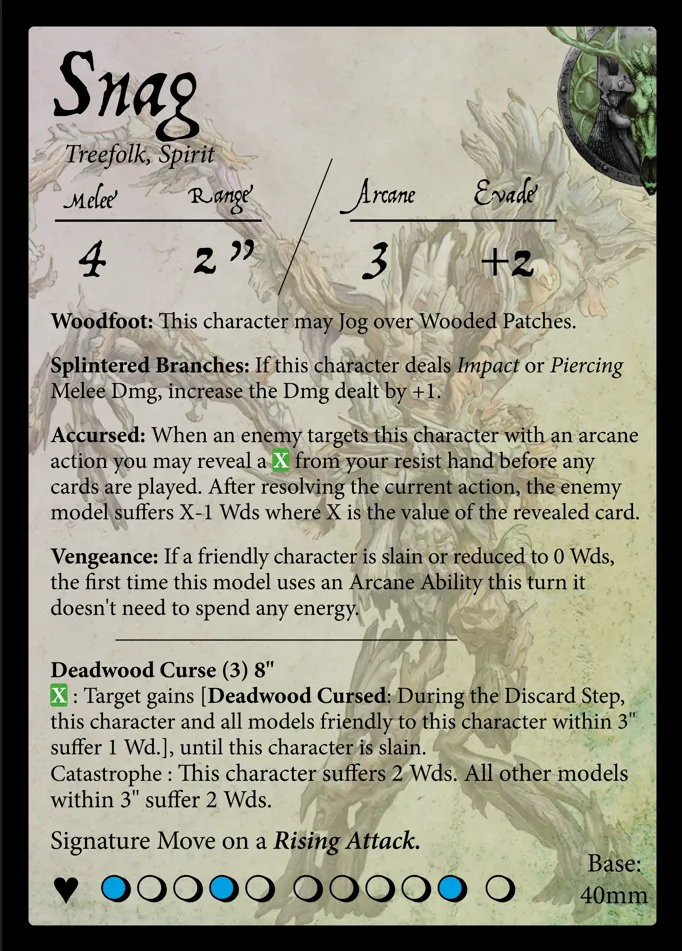 Snag
Treefolk, Spirit
Melee Range Arcane Evade
4 2" 3 +2
Woodfoot: This character may Jog over Wooded Patches.
Splintered Branches: If this character deals Impact or Piercing
Melee Dmg, increase the Dmg dealt by +1.
Accursed: When an enemy targets this character with an arcane
action you may reveal a X from your resist hand before any
cards are played. After resolving the current action, the enemy
model suffers X-1 Wds where X is the value of the revealed card.
Vengeance: If a friendly character is slain or reduced to 0 Wds,
the first time this model uses an Arcane Ability this turn it
doesn't need to spend any energy.
Deadwood Curse (3) 8"
X : Target gains [Deadwood Cursed: During the Discard Step,
this character and all models friendly to this character within 3"
suffer 1 Wd.], until this character is slain.
Catastrophe : This character suffers 2 Wds. All other models
within 3" suffer 2 Wds.
Signature Move on a Rising Attack.
Base:
40mm